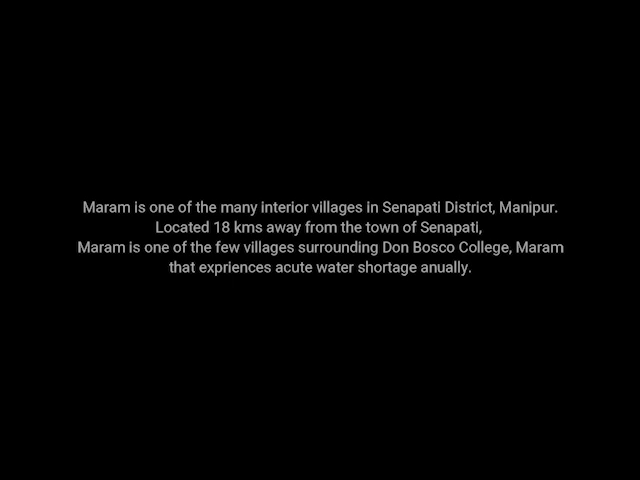 Maram is one of the many interior villages in Senapati District, Manipur.
Located 18 kms away from the town of Senapati,
Maram is one of the few villages surrounding Don Bosco College, Maram
that expriences acute water shortage anually.